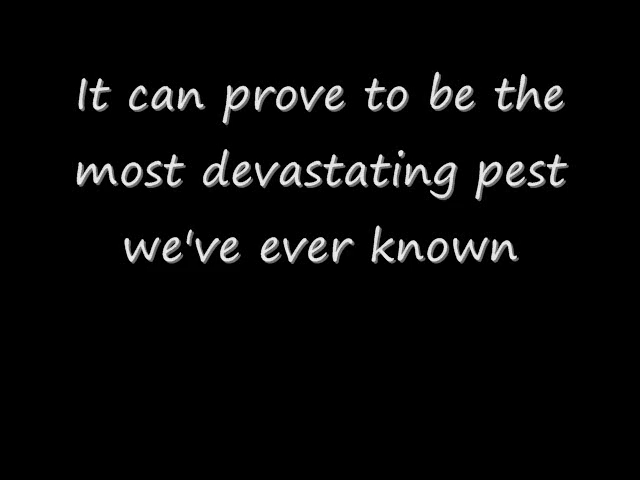 It can prove to be the
most devastating pest
we've ever known